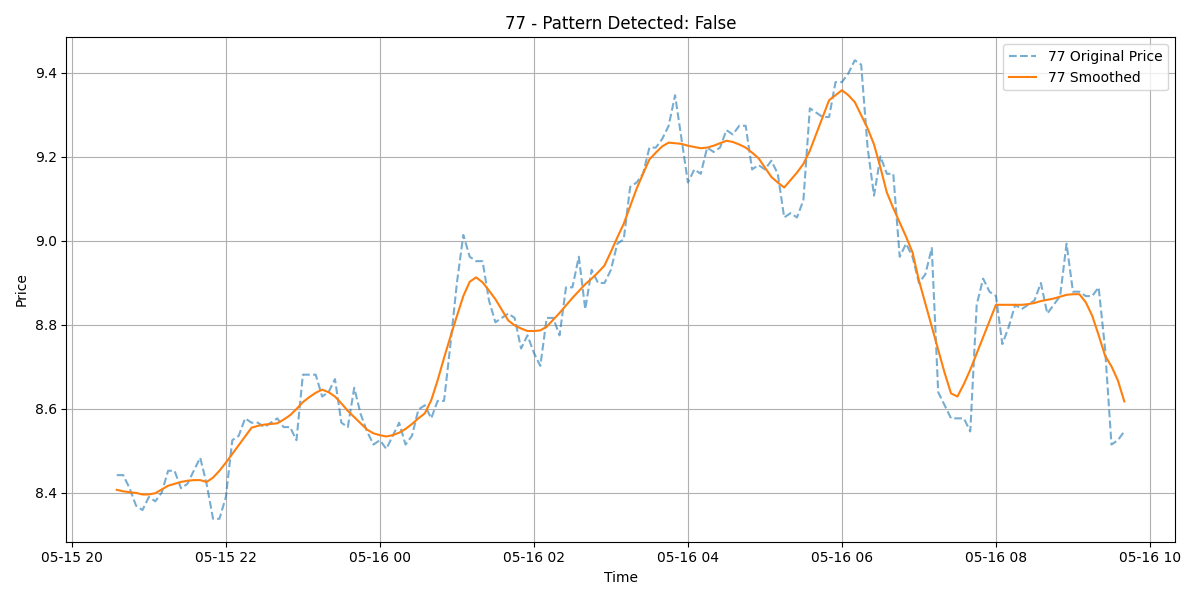 77 - Pattern Detected: False
77 Original Price
77 Smoothed
9.4
9.2
9.0
8.8
8.6
8.4
Price
05-15 20
05-15 22
05-16 00
05-16 02
05-16 04
05-16 06
05-16 08
05-16 10
Time